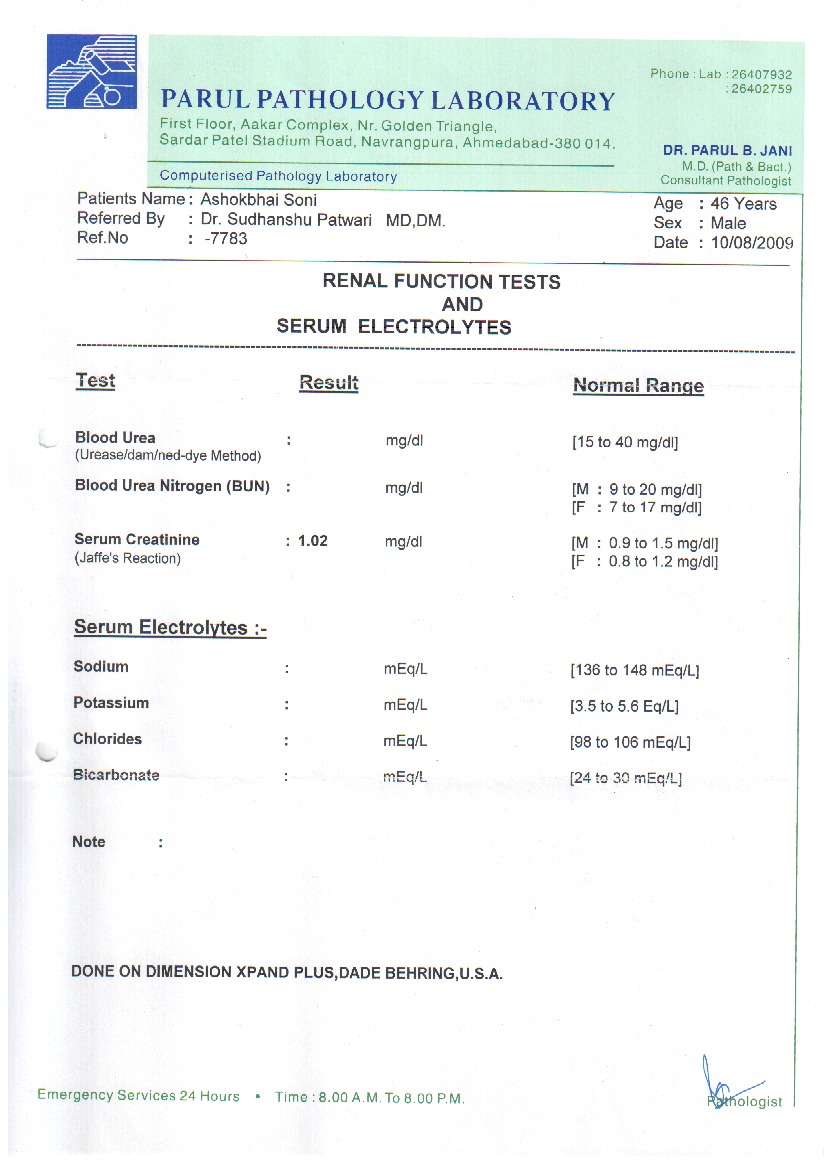 PARUL PATHOLOGY LABORATORY
First Floor, Aakar Complex, Nr. Golden Triangle,
Sardar Patel Stadium Road, Navrangpura, Ahmedabad-380 014.
Computerised Pathology Laboratory
Phone : Lab : 26407932
: 26402759
DR. PARUL B. JANI
M.D. (Path & Bact.)
Consultant Pathologist
Patients Name : Ashokbhai Soni
Referred By : Dr. Sudhanshu Patwari MD,DM.
Ref.No : -7783
Age : 46 Years
Sex : Male
Date : 10/08/2009
RENAL FUNCTION TESTS
AND
SERUM ELECTROLYTES
Test Result Normal Range
Blood Urea : mg/dl [15 to 40 mg/dl]
(Urease/dam/ned-dye Method)
Blood Urea Nitrogen (BUN) : mg/dl [M : 9 to 20 mg/dl]
[F : 7 to 17 mg/dl]
Serum Creatinine : 1.02 mg/dl [M : 0.9 to 1.5 mg/dl]
(Jaffe's Reaction) [F : 0.8 to 1.2 mg/dl]
Serum Electrolytes :-
Sodium : mEq/L [136 to 148 mEq/L]
Potassium : mEq/L [3.5 to 5.6 Eq/L]
Chlorides : mEq/L [98 to 106 mEq/L]
Bicarbonate : mEq/L [24 to 30 mEq/L]
Note :
DONE ON DIMENSION XPAND PLUS,DADE BEHRING,U.S.A.
Emergency Services 24 Hours • Time : 8.00 A.M. To 8.00 P.M.
Pathologist